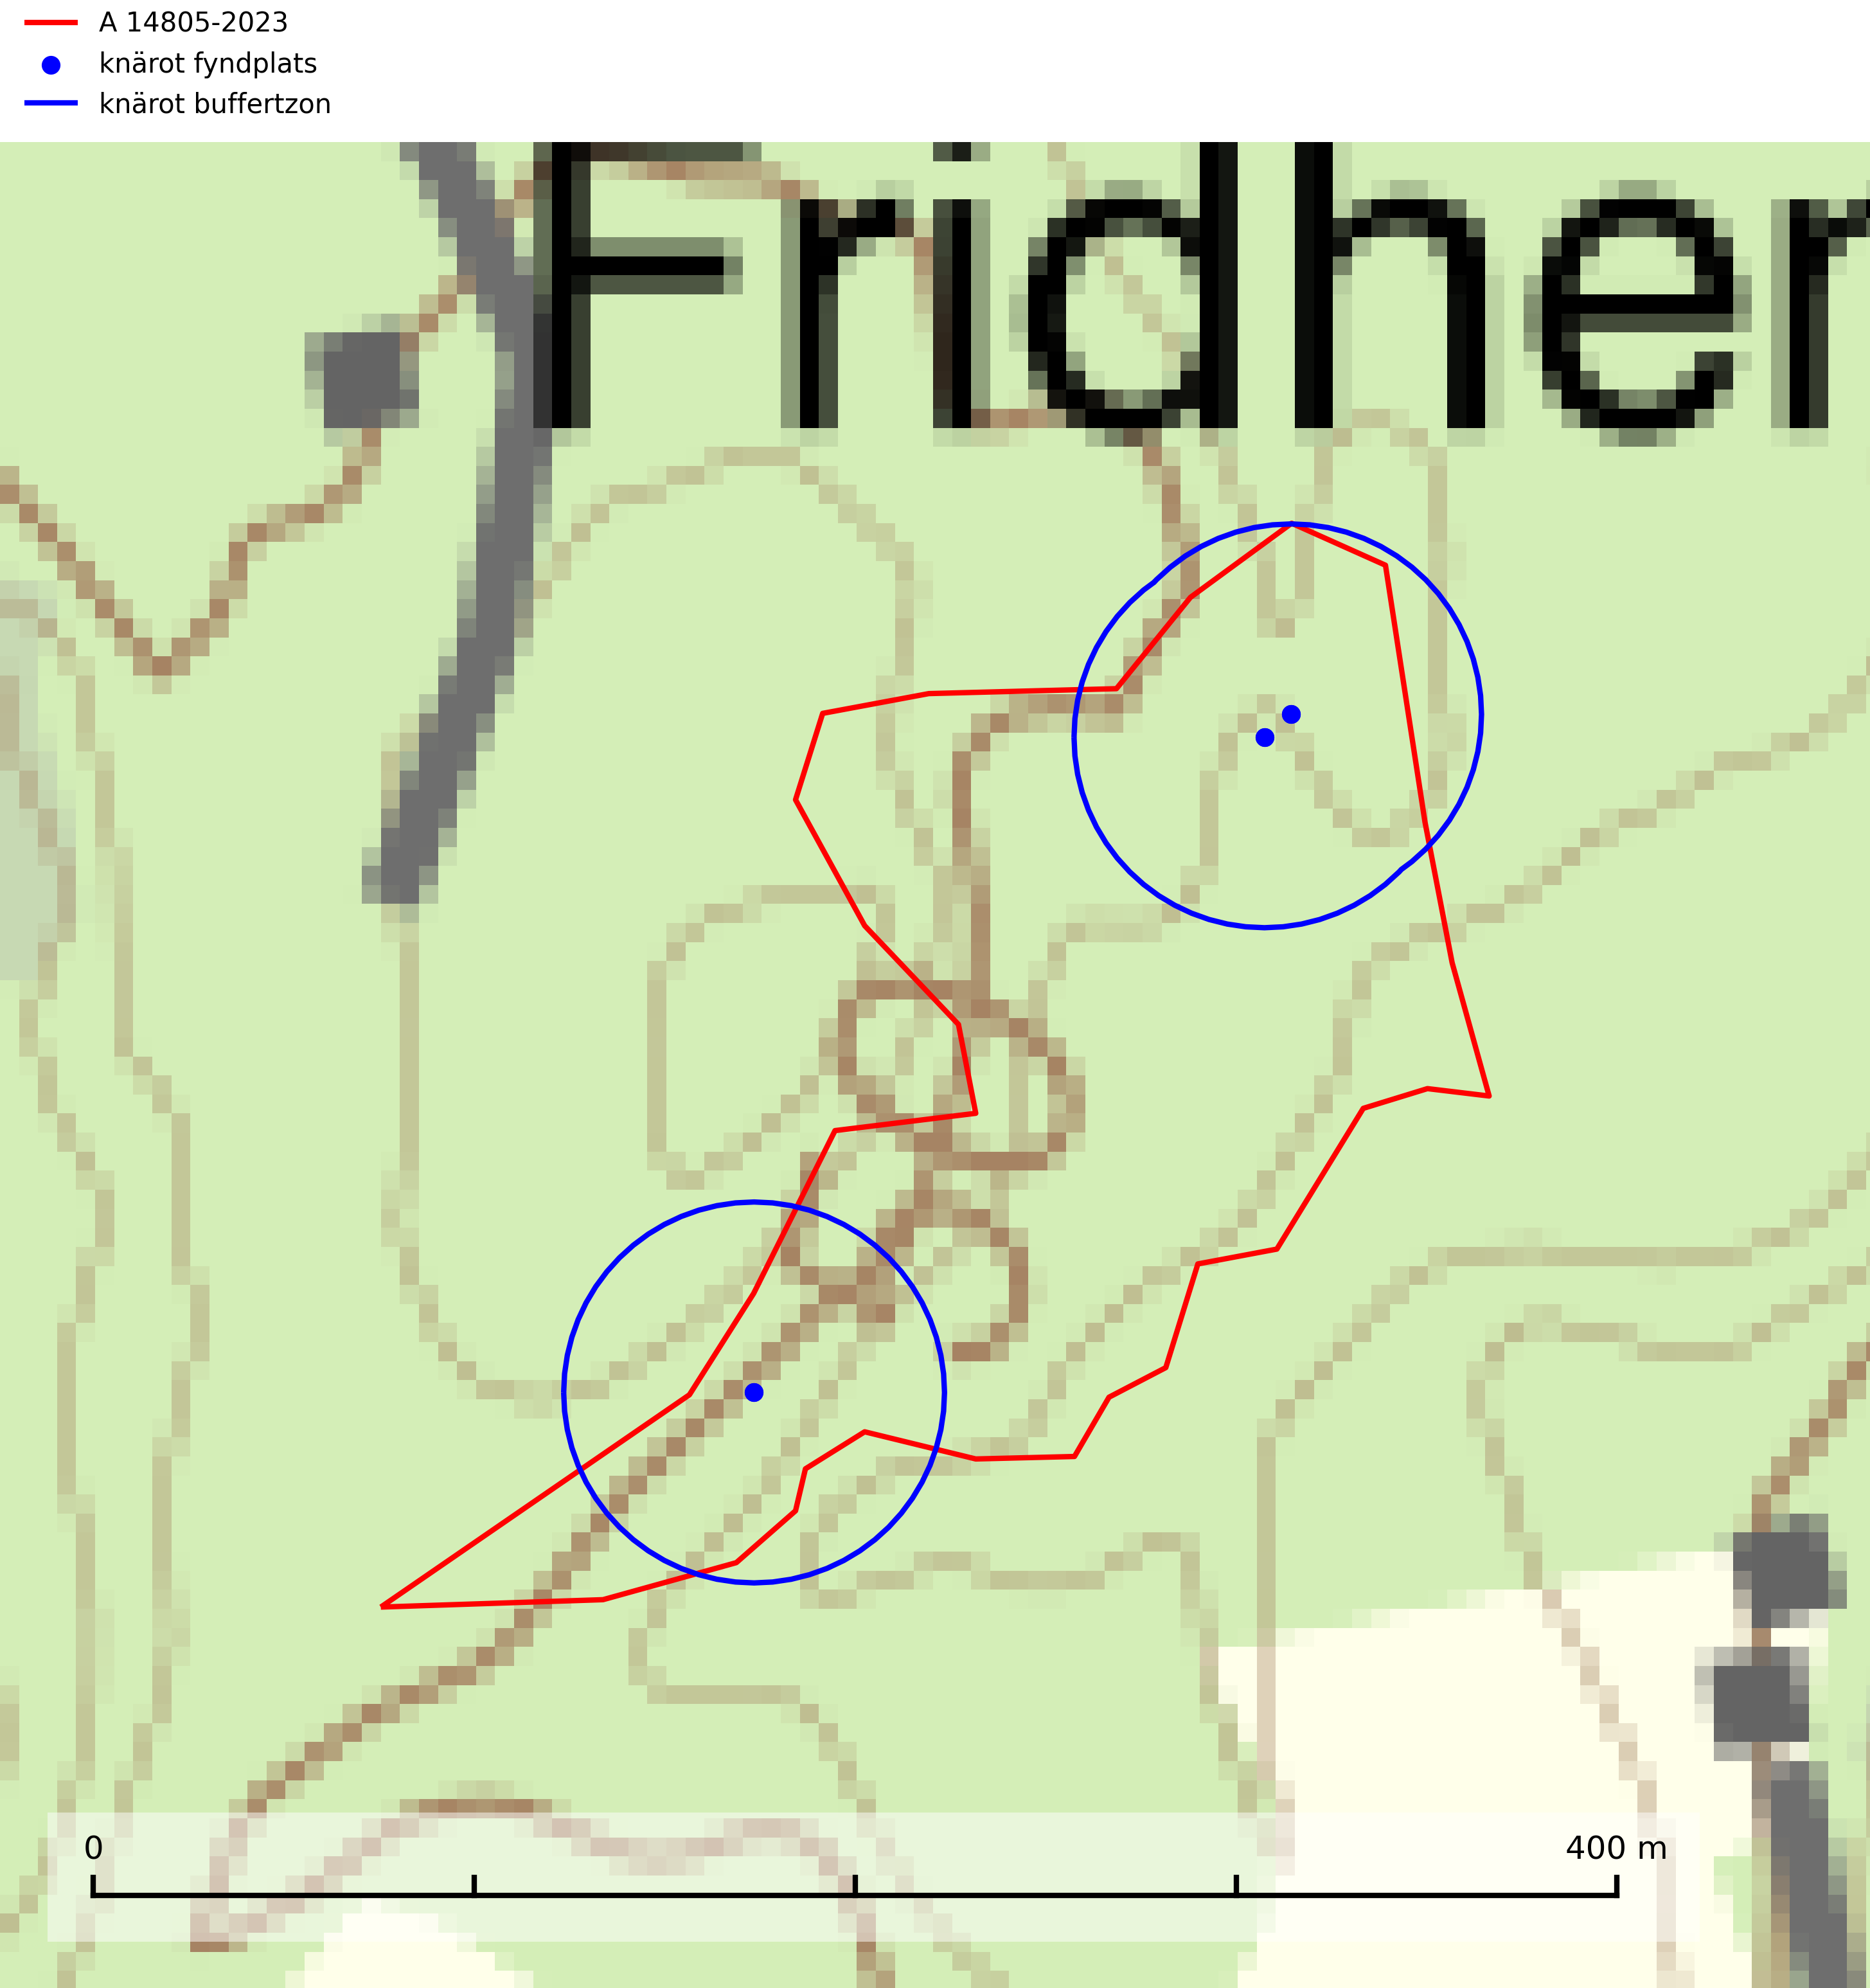 A 14805-2023
knärot fyndplats
knärot buffertzon
Fridher
0
400 m